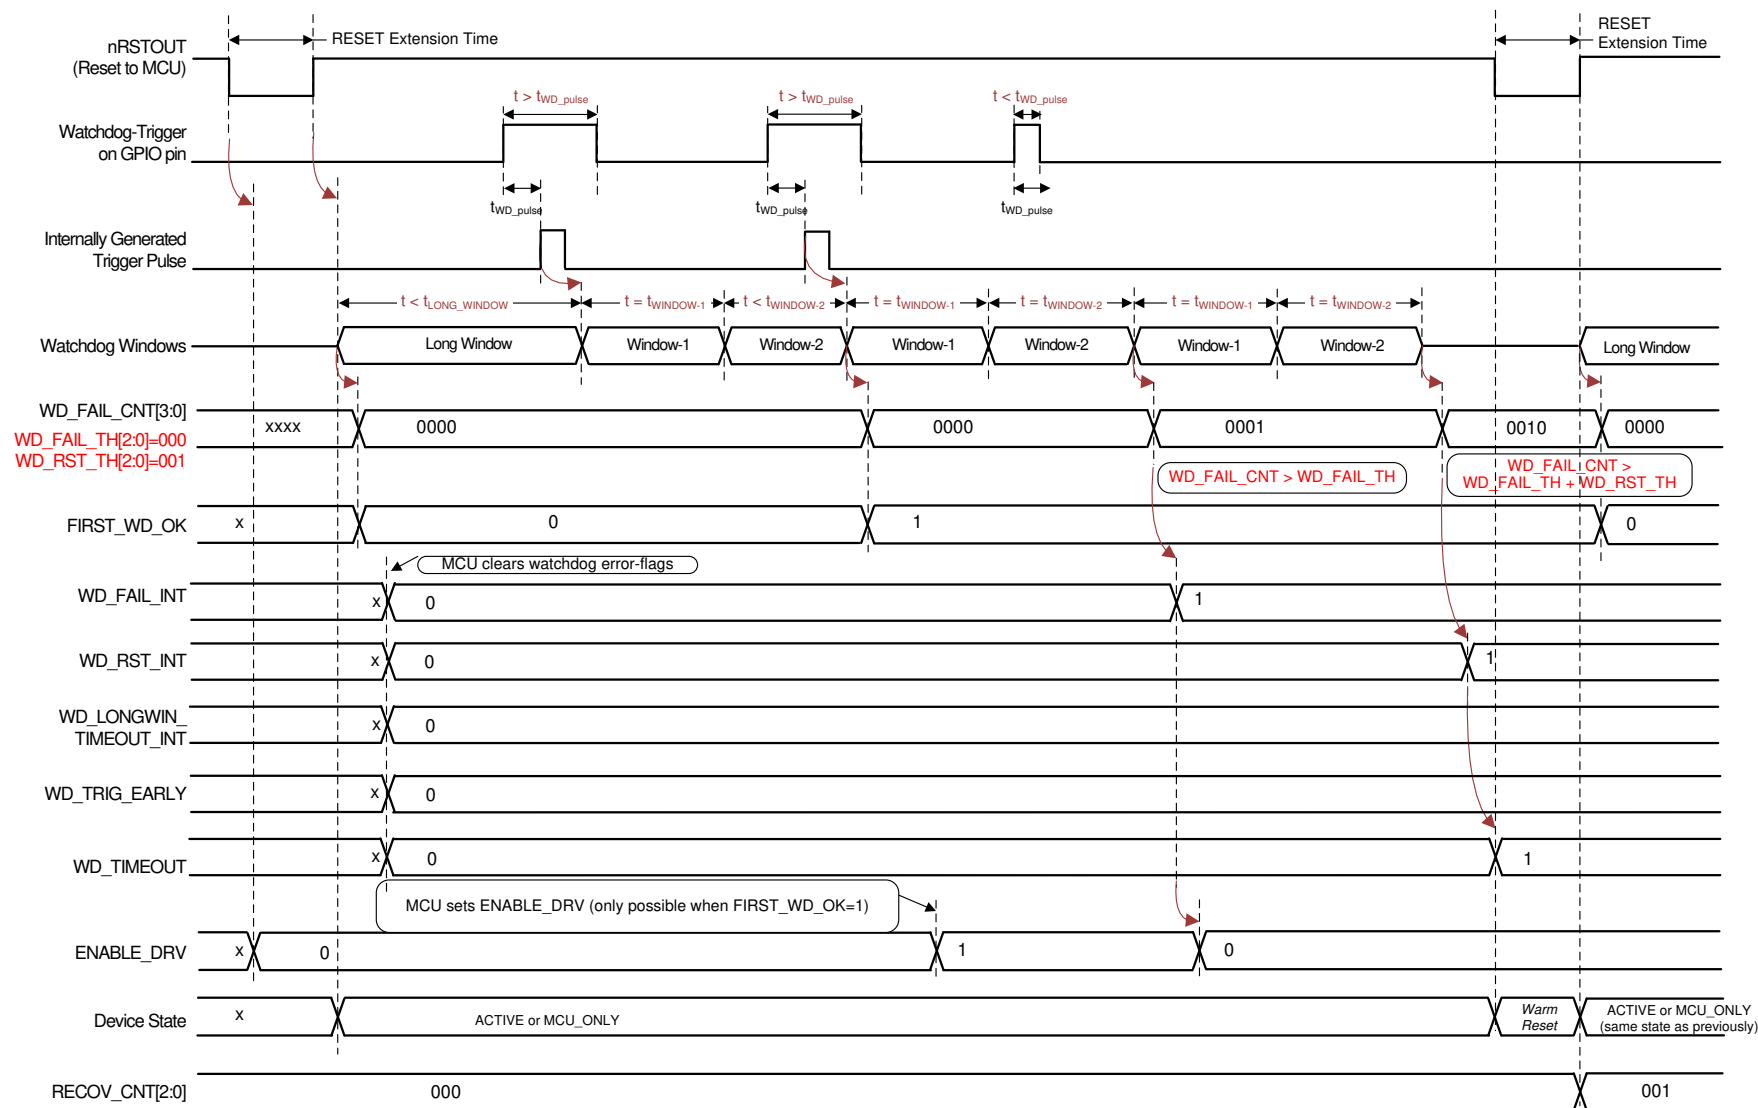 RESET Extension Time
RESET
Extension Time
nRSTOUT
(Reset to MCU)
t > tWD_pulse
t > tWD_pulse
t < tWD_pulse
Watchdog-Trigger
on GPIO pin
tWD_pulse
tWD_pulse
tWD_pulse
Internally Generated
Trigger Pulse
t < tLONG_WINDOW
t = tWINDOW-1
t < tWINDOW-2
t = tWINDOW-1
t = tWINDOW-2
t = tWINDOW-1
t = tWINDOW-2
Watchdog Windows
Long Window
Window-1
Window-2
Window-1
Window-2
Window-1
Window-2
Long Window
WD_FAIL_CNT[3:0]
WD_FAIL_TH[2:0]=000
WD_RST_TH[2:0]=001
xxxx
0000
0000
0001
0010
0000
WD_FAIL_CNT > WD_FAIL_TH
WD_FAIL_CNT >
WD_FAIL_TH + WD_RST_TH
FIRST_WD_OK
x
0
1
0
MCU clears watchdog error-flags
WD_FAIL_INT
x
0
1
WD_RST_INT
x
0
1
WD_LONGWIN_
TIMEOUT_INT
x
0
WD_TRIG_EARLY
x
0
WD_TIMEOUT
x
0
1
MCU sets ENABLE_DRV (only possible when FIRST_WD_OK=1)
ENABLE_DRV
x
0
1
0
Device State
x
ACTIVE or MCU_ONLY
Warm
Reset
ACTIVE or MCU_ONLY
(same state as previously)
RECOV_CNT[2:0]
000
001